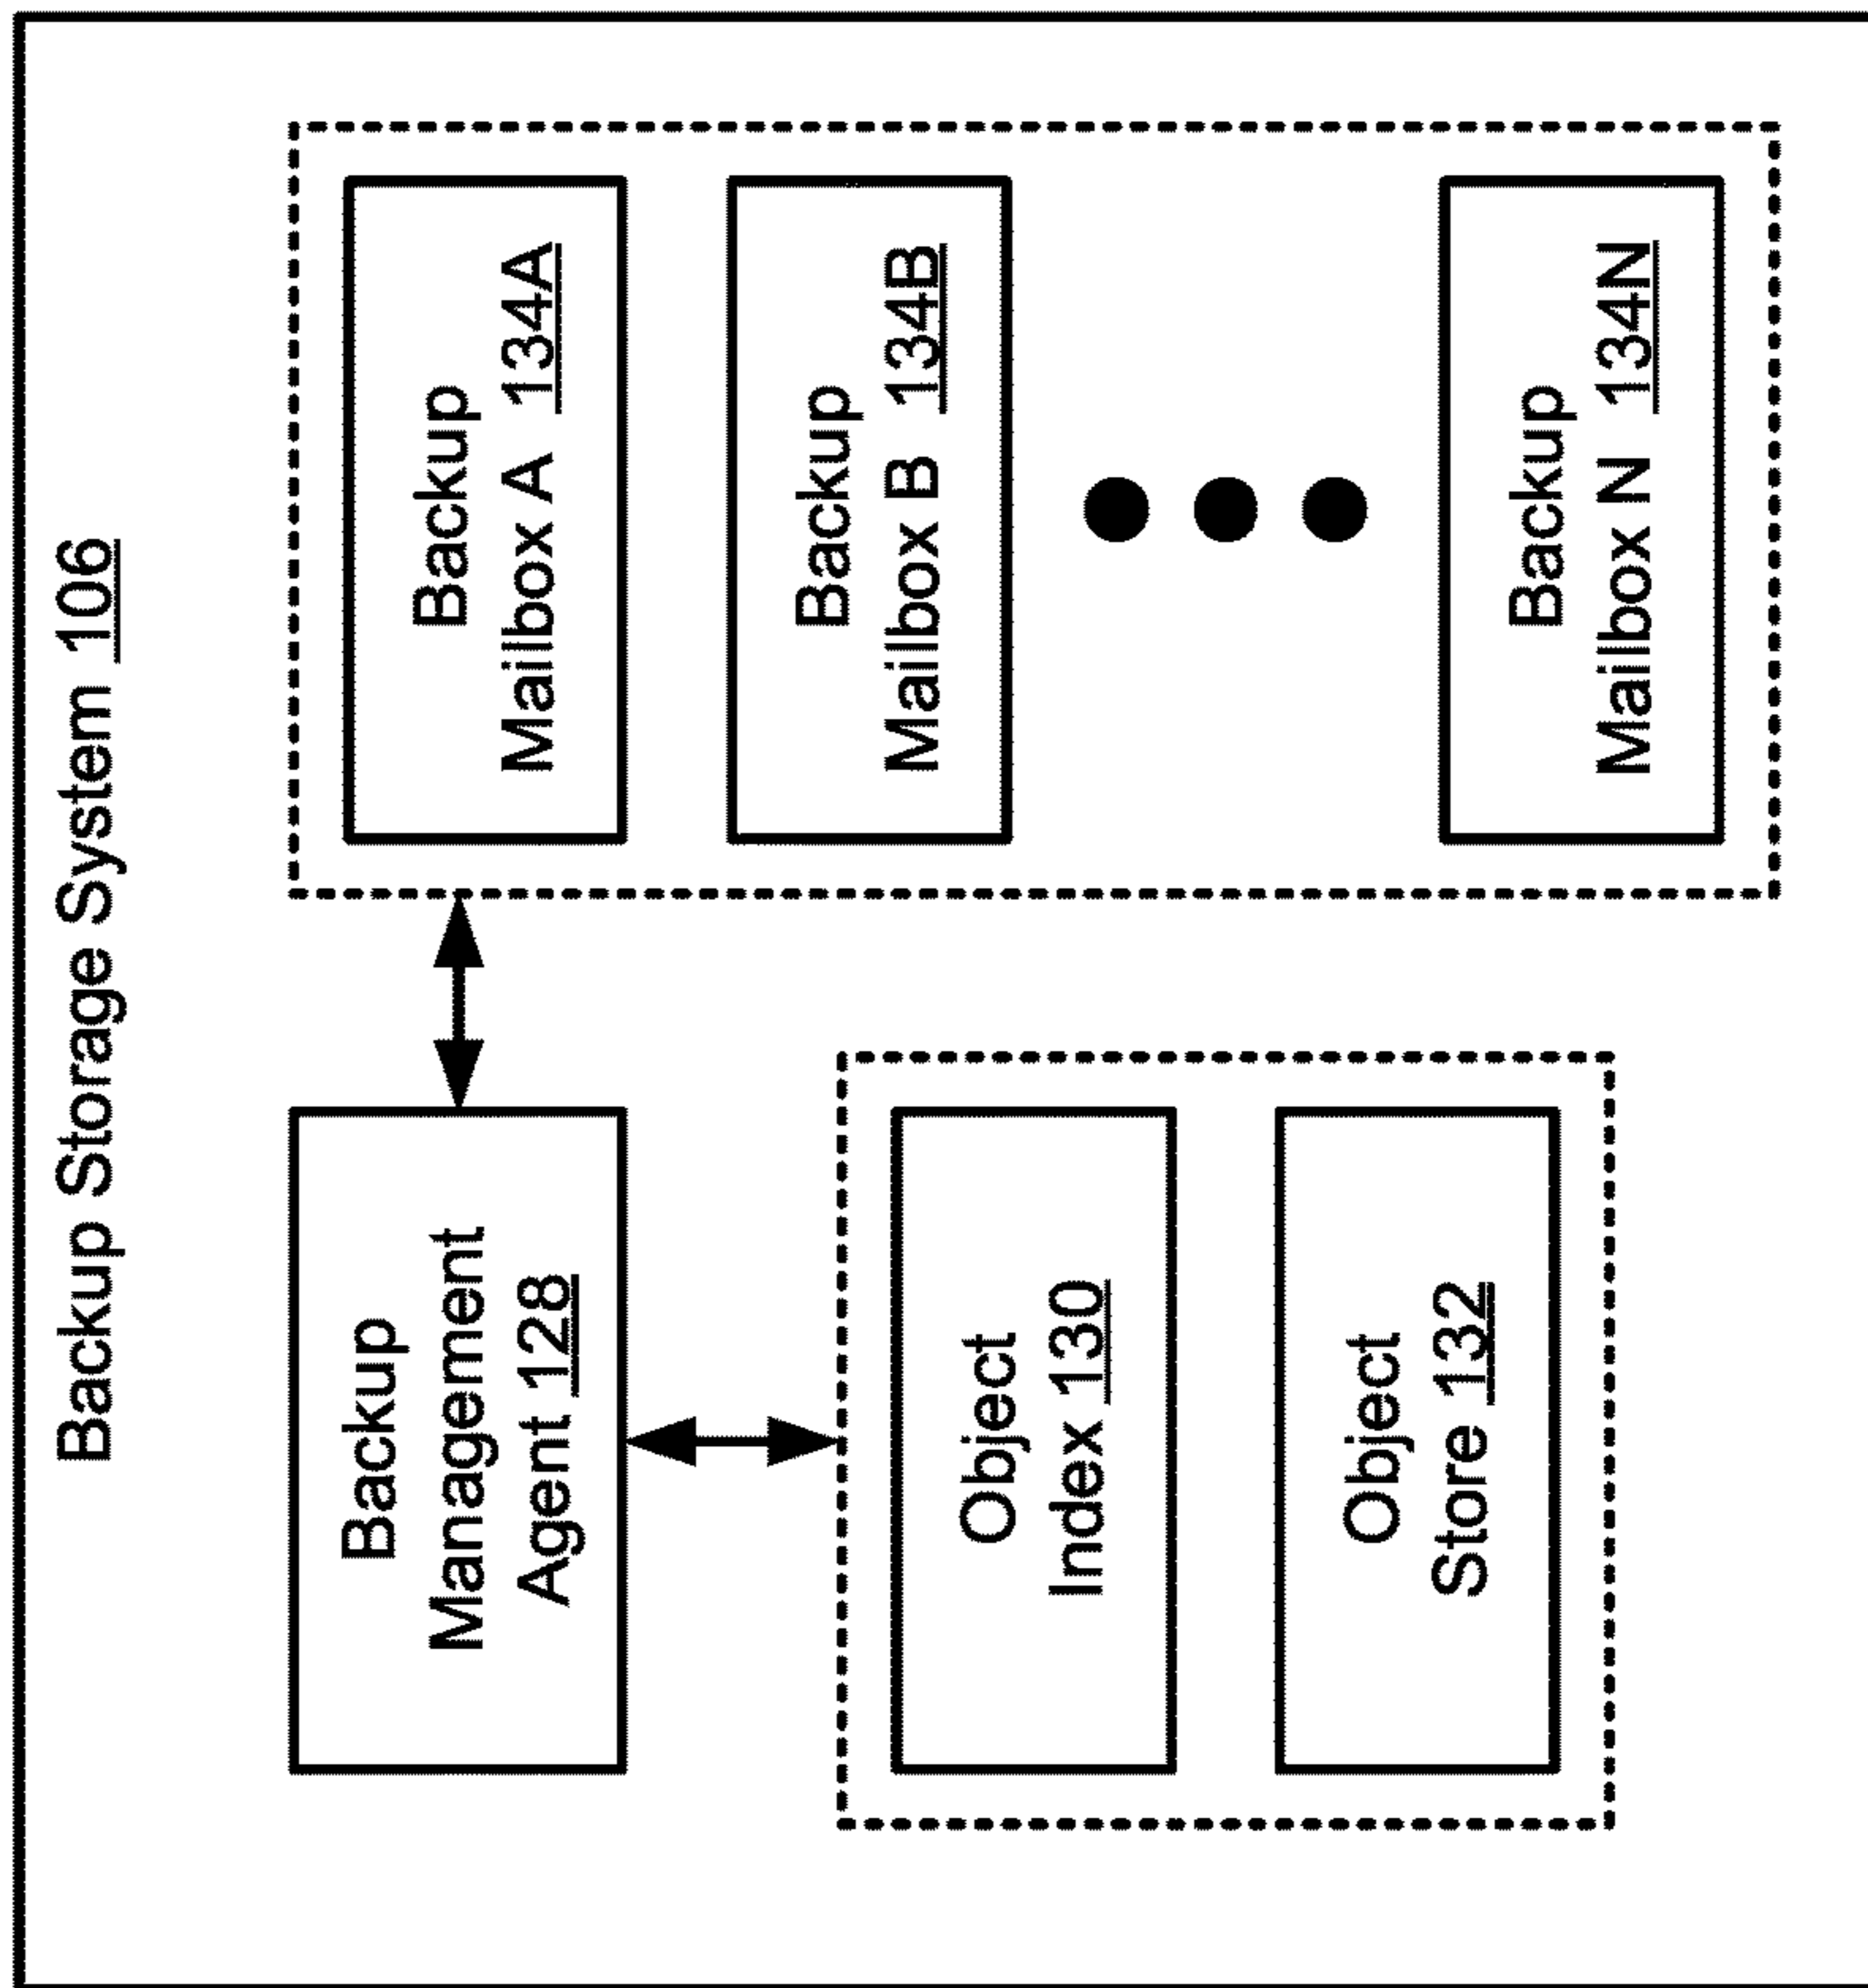 Backup Storage System 106
Backup
Management
Agent 128
Object
Index 130
Object
Store 132
Backup
Mailbox A 134A
Backup
Mailbox B 134B
Backup
Mailbox N 134N